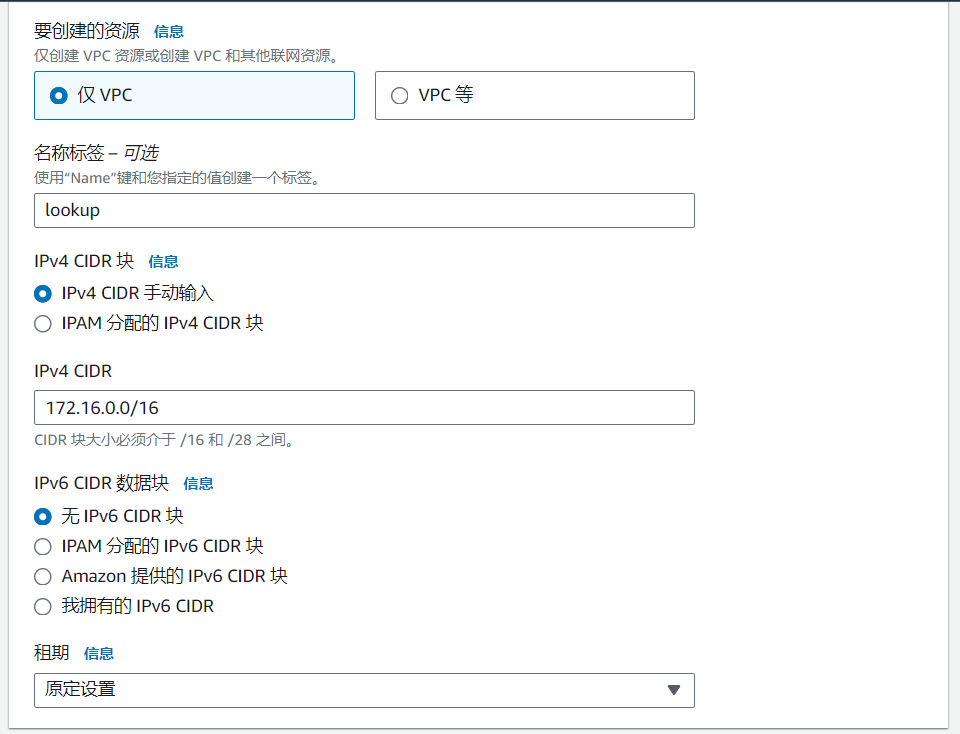 要创建的资源 信息
仅创建 VPC 资源或创建 VPC 和其他联网资源。
仅 VPC VPC 等
名称标签 – 可选
使用“Name”键和您指定的值创建一个标签。
lookup
IPv4 CIDR 块 信息
IPv4 CIDR 手动输入
IPAM 分配的 IPv4 CIDR 块
IPv4 CIDR
172.16.0.0/16
CIDR 块大小必须介于 /16 和 /28 之间。
IPv6 CIDR 数据块 信息
无 IPv6 CIDR 块
IPAM 分配的 IPv6 CIDR 块
Amazon 提供的 IPv6 CIDR 块
我拥有的 IPv6 CIDR
租期 信息
原定设置